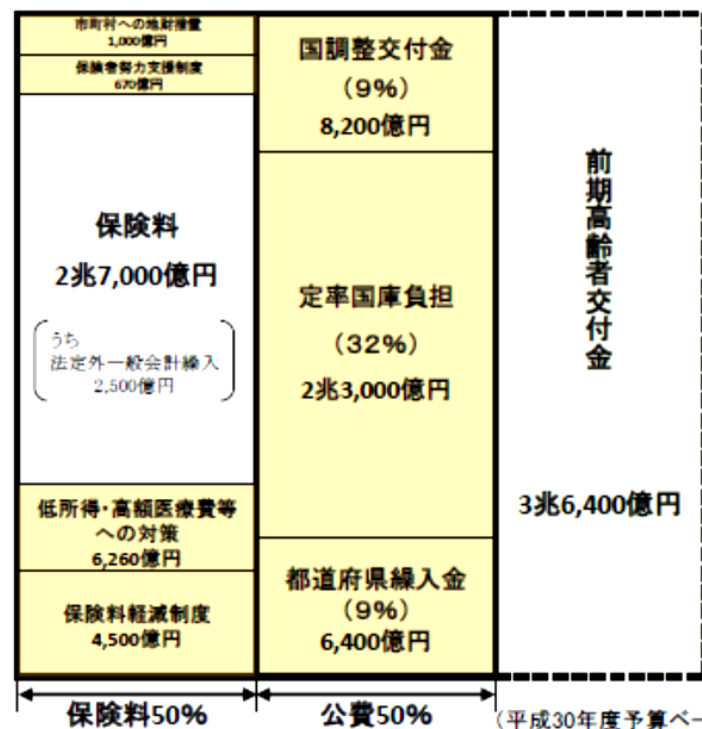 市町村への地財措置
1,000億円
保険者努力支援制度
670億円
保険料
2兆7,000億円
うち
法定外一般会計繰入
2,500億円
低所得・高額医療費等
への対策
6,260億円
保険料軽減制度
4,500億円
国調整交付金
(9%)
8,200億円
定率国庫負担
(32%)
2兆3,000億円
都道府県繰入金
(9%)
6,400億円
前期高齢者交付金
3兆6,400億円
保険料50%
公費50%
(平成30年度予算ベー